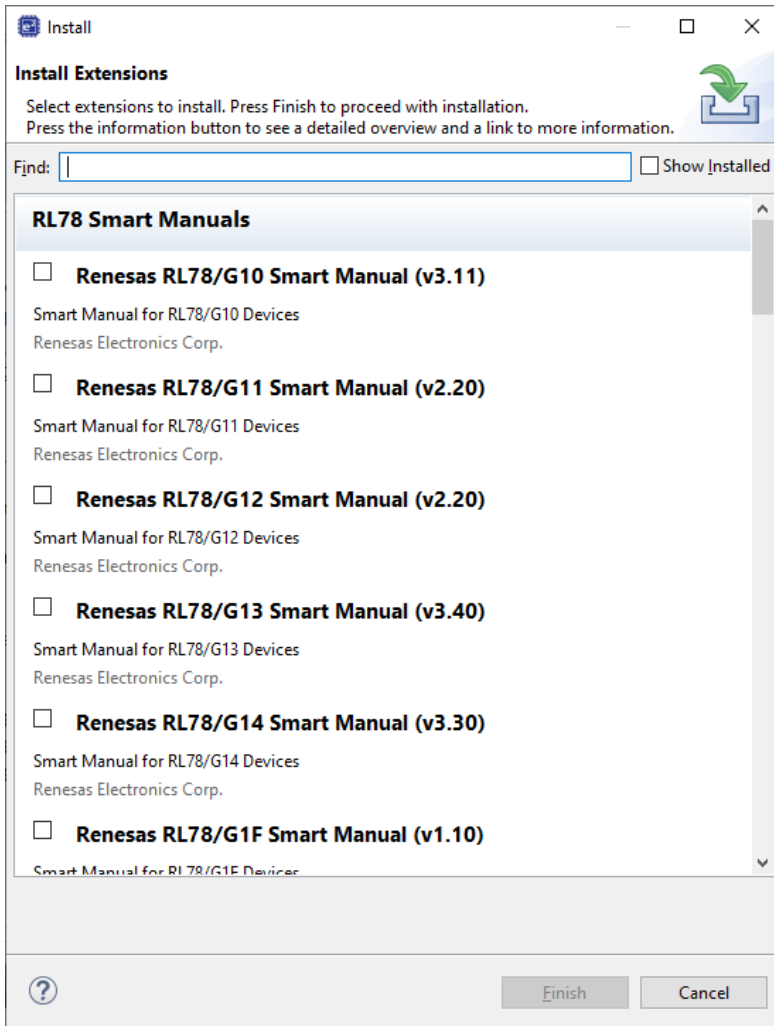 Install
Install Extensions
Select extensions to install. Press Finish to proceed with installation.
Press the information button to see a detailed overview and a link to more information.
Find:
Show Installed
RL78 Smart Manuals
Renesas RL78/G10 Smart Manual (v3.11)
Smart Manual for RL78/G10 Devices
Renesas Electronics Corp.
Renesas RL78/G11 Smart Manual (v2.20)
Smart Manual for RL78/G11 Devices
Renesas Electronics Corp.
Renesas RL78/G12 Smart Manual (v2.20)
Smart Manual for RL78/G12 Devices
Renesas Electronics Corp.
Renesas RL78/G13 Smart Manual (v3.40)
Smart Manual for RL78/G13 Devices
Renesas Electronics Corp.
Renesas RL78/G14 Smart Manual (v3.30)
Smart Manual for RL78/G14 Devices
Renesas Electronics Corp.
Renesas RL78/G1F Smart Manual (v1.10)
Smart Manual for RL78/G1F Devices
Finish
Cancel